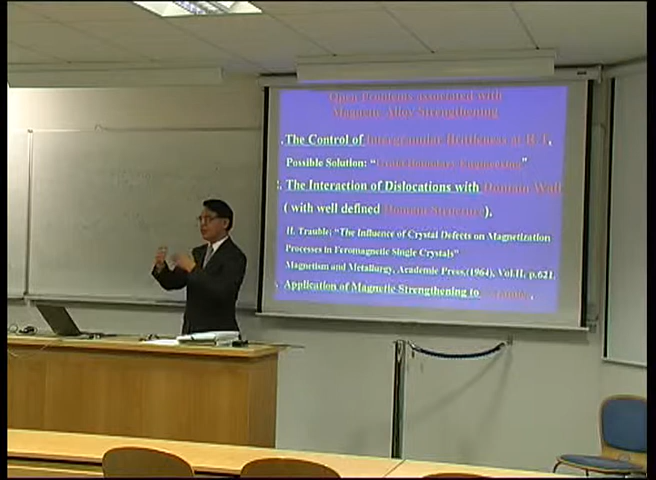 Open Problems associated with
Magnetic Alloy Strengthening
. The Control of Intergranular Brittleness at R.T.
Possible Solution: “Grain Boundary Engineering”
. The Interaction of Dislocations with Domain Wall
( with well defined Domain Structure).
H. Trauble; “The Influence of Crystal Defects on Magnetization
Processes in Ferromagnetic Single Crystals”
Magnetism and Metallurgy, Academic Press,(1964), Vol.II, p.621.
. Application of Magnetic Strengthening to